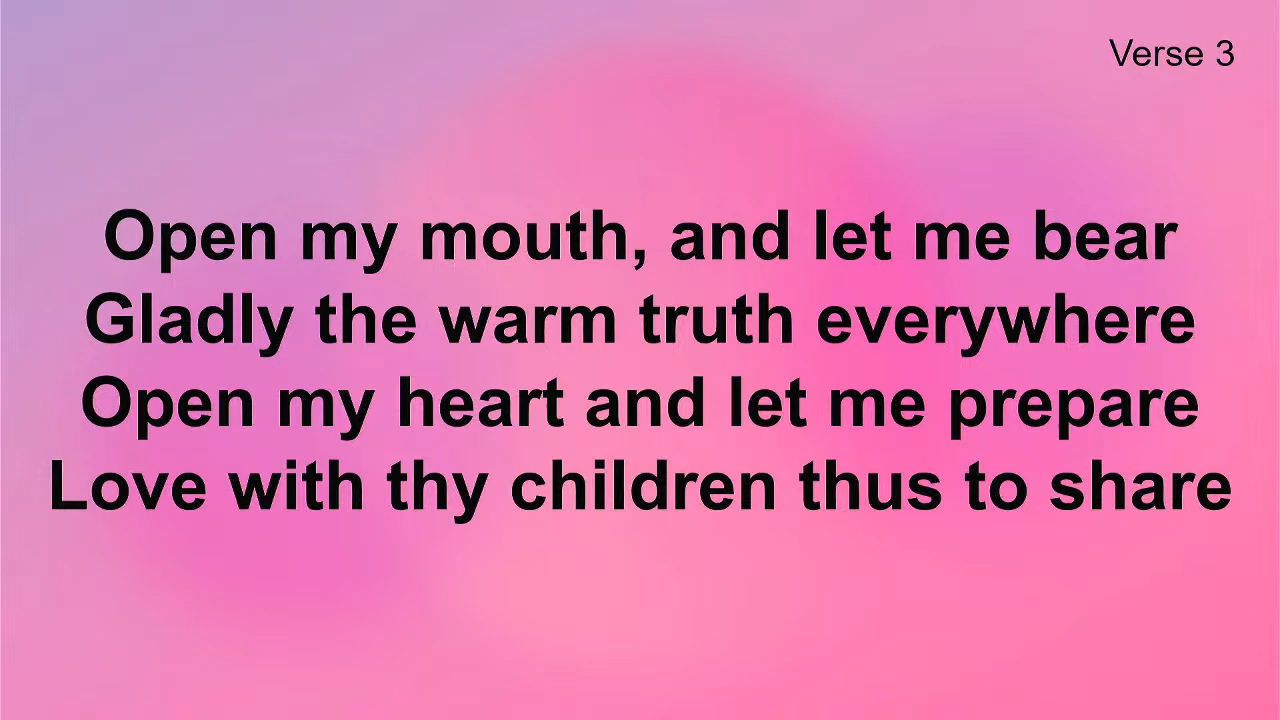 Verse 3
Open my mouth, and let me bear
Gladly the warm truth everywhere
Open my heart and let me prepare
Love with thy children thus to share